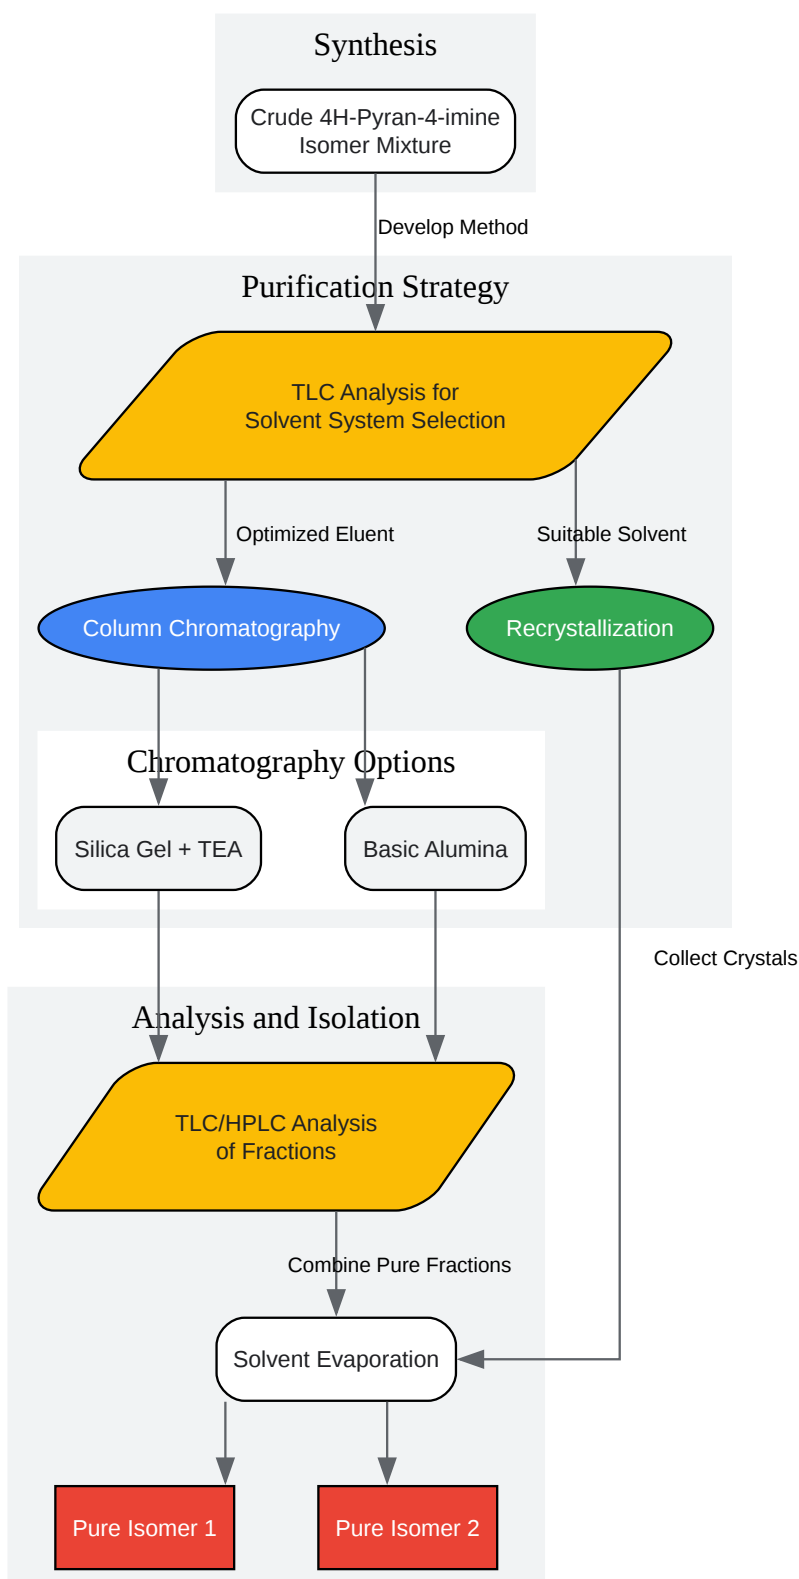 Synthesis
Crude 4H-Pyran-4-imine
Isomer Mixture
Develop Method
Purification Strategy
TLC Analysis for
Solvent System Selection
Optimized Eluent
Suitable Solvent
Column Chromatography
Recrystallization
Chromatography Options
Silica Gel + TEA
Basic Alumina
Collect Crystals
Analysis and Isolation
TLC/HPLC Analysis
of Fractions
Combine Pure Fractions
Solvent Evaporation
Pure Isomer 1
Pure Isomer 2